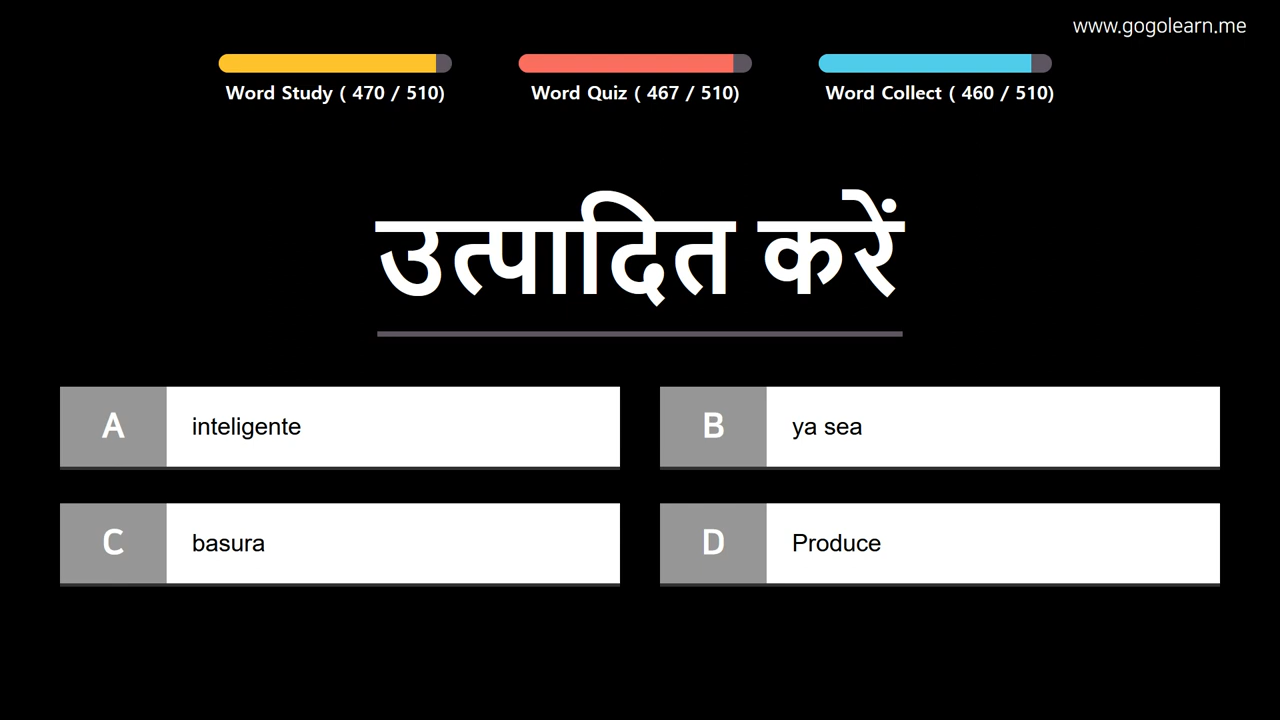 www.gogolearn.me
Word Study ( 470 / 510)
Word Quiz ( 467 / 510)
Word Collect ( 460 / 510)
उत्पादित करें
A inteligente
B ya sea
C basura
D Produce